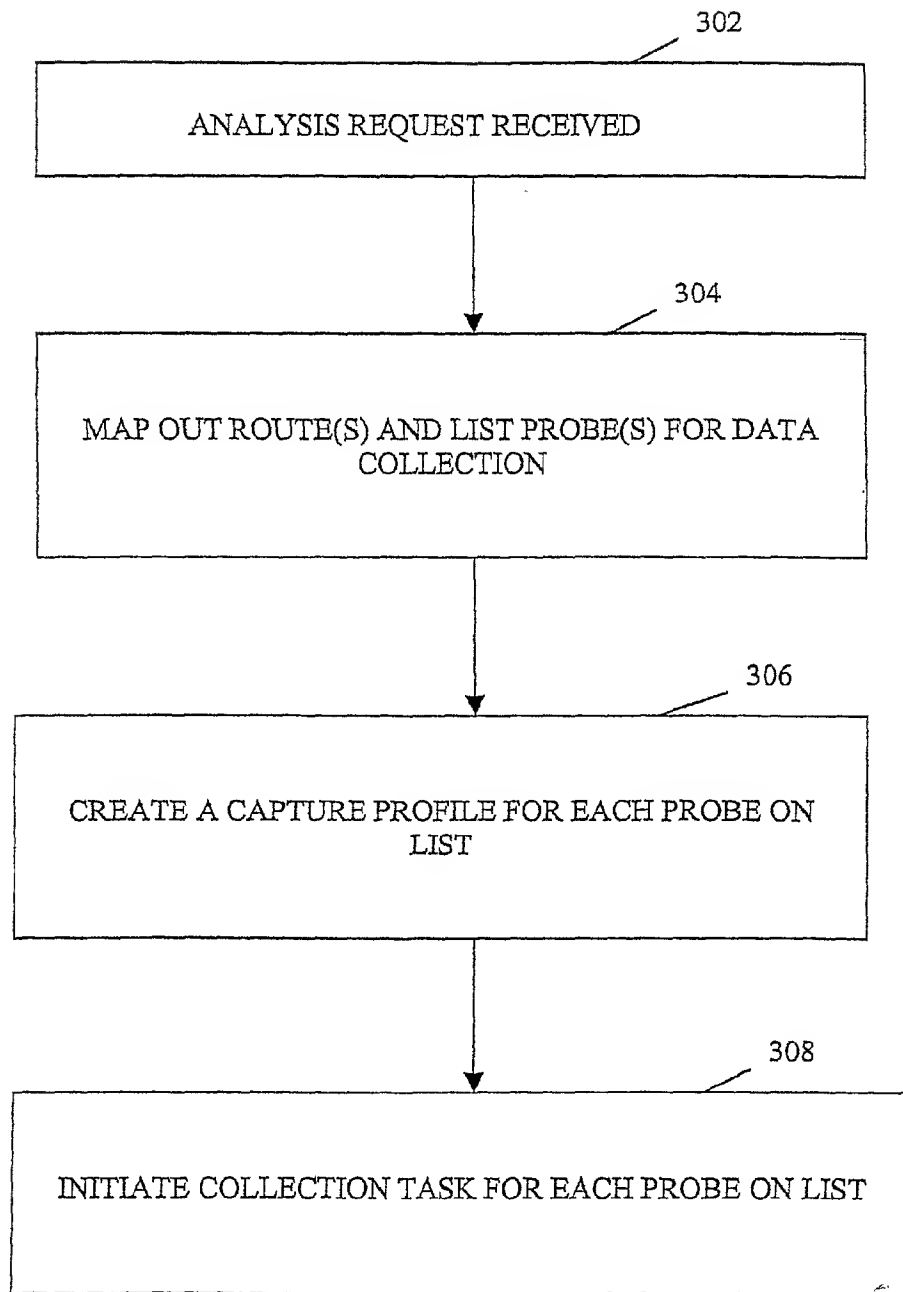 302
ANALYSIS REQUEST RECEIVED
304
MAP OUT ROUTE(S) AND LIST PROBE(S) FOR DATA
COLLECTION
306
CREATE A CAPTURE PROFILE FOR EACH PROBE ON
LIST
308
INITIATE COLLECTION TASK FOR EACH PROBE ON LIST